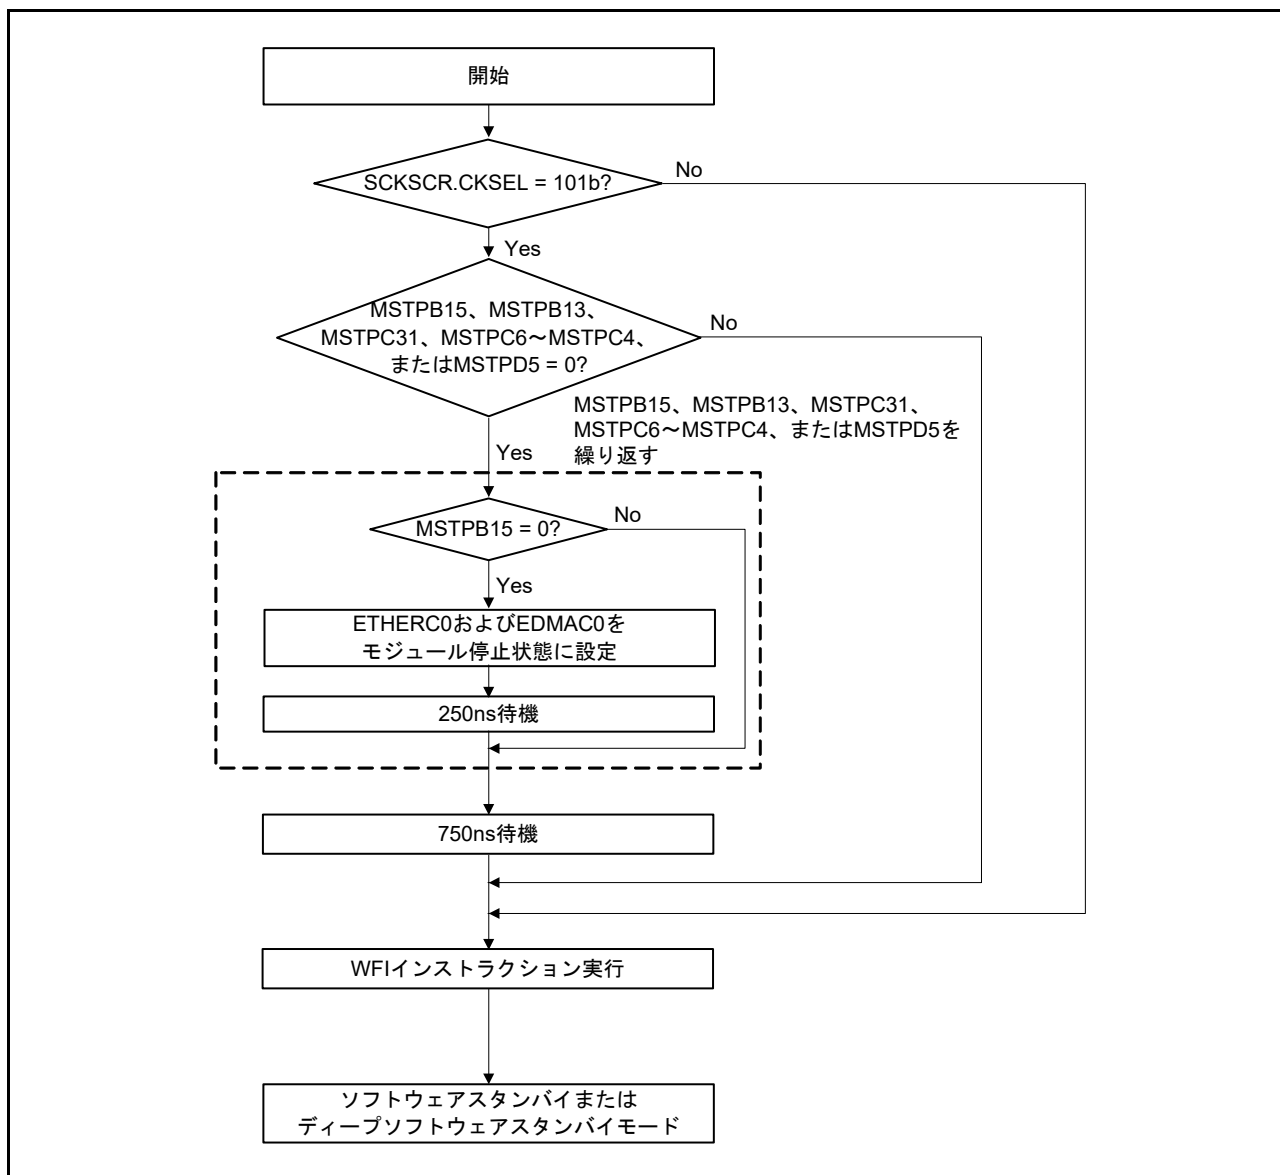 開始
SCKSCR.CKSEL = 101b?
No
Yes
MSTPB15、MSTPB13、
MSTPC31、MSTPC6～MSTPC4、
またはMSTPD5 = 0?
No
MSTPB15、MSTPB13、MSTPC31、
MSTPC6～MSTPC4、またはMSTPD5を
繰り返す
Yes
MSTPB15 = 0?
No
Yes
ETHERC0およびEDMAC0を
モジュール停止状態に設定
250ns待機
750ns待機
WFIインストラクション実行
ソフトウェアスタンバイまたは
ディープソフトウェアスタンバイモード